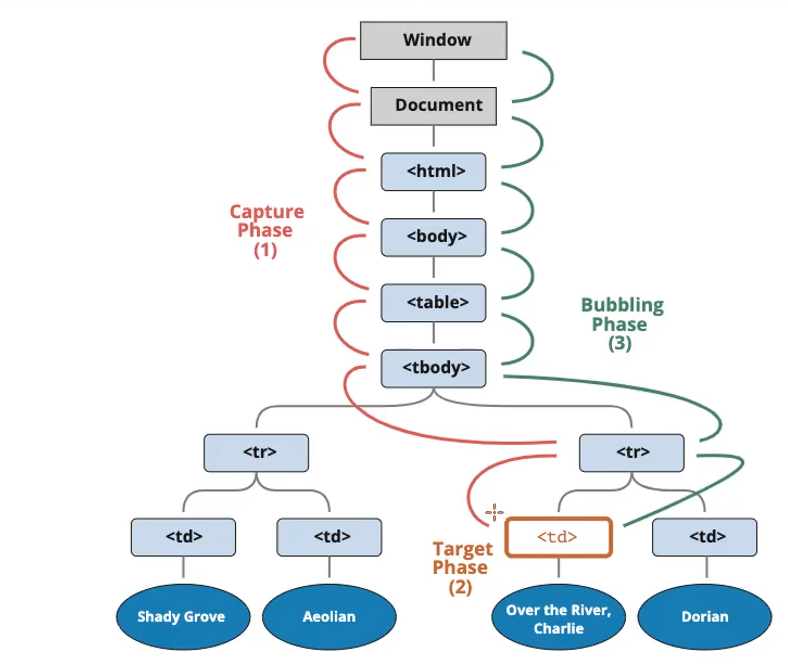 Window
Document
<html>
Capture
Phase
(1)
<body>
<table>
Bubbling
Phase
(3)
<tbody>
<tr>
<tr>
<td>
<td>
<td>
<td>
Target
Phase
(2)
Shady Grove
Aeolian
Over the River,
Charlie
Dorian